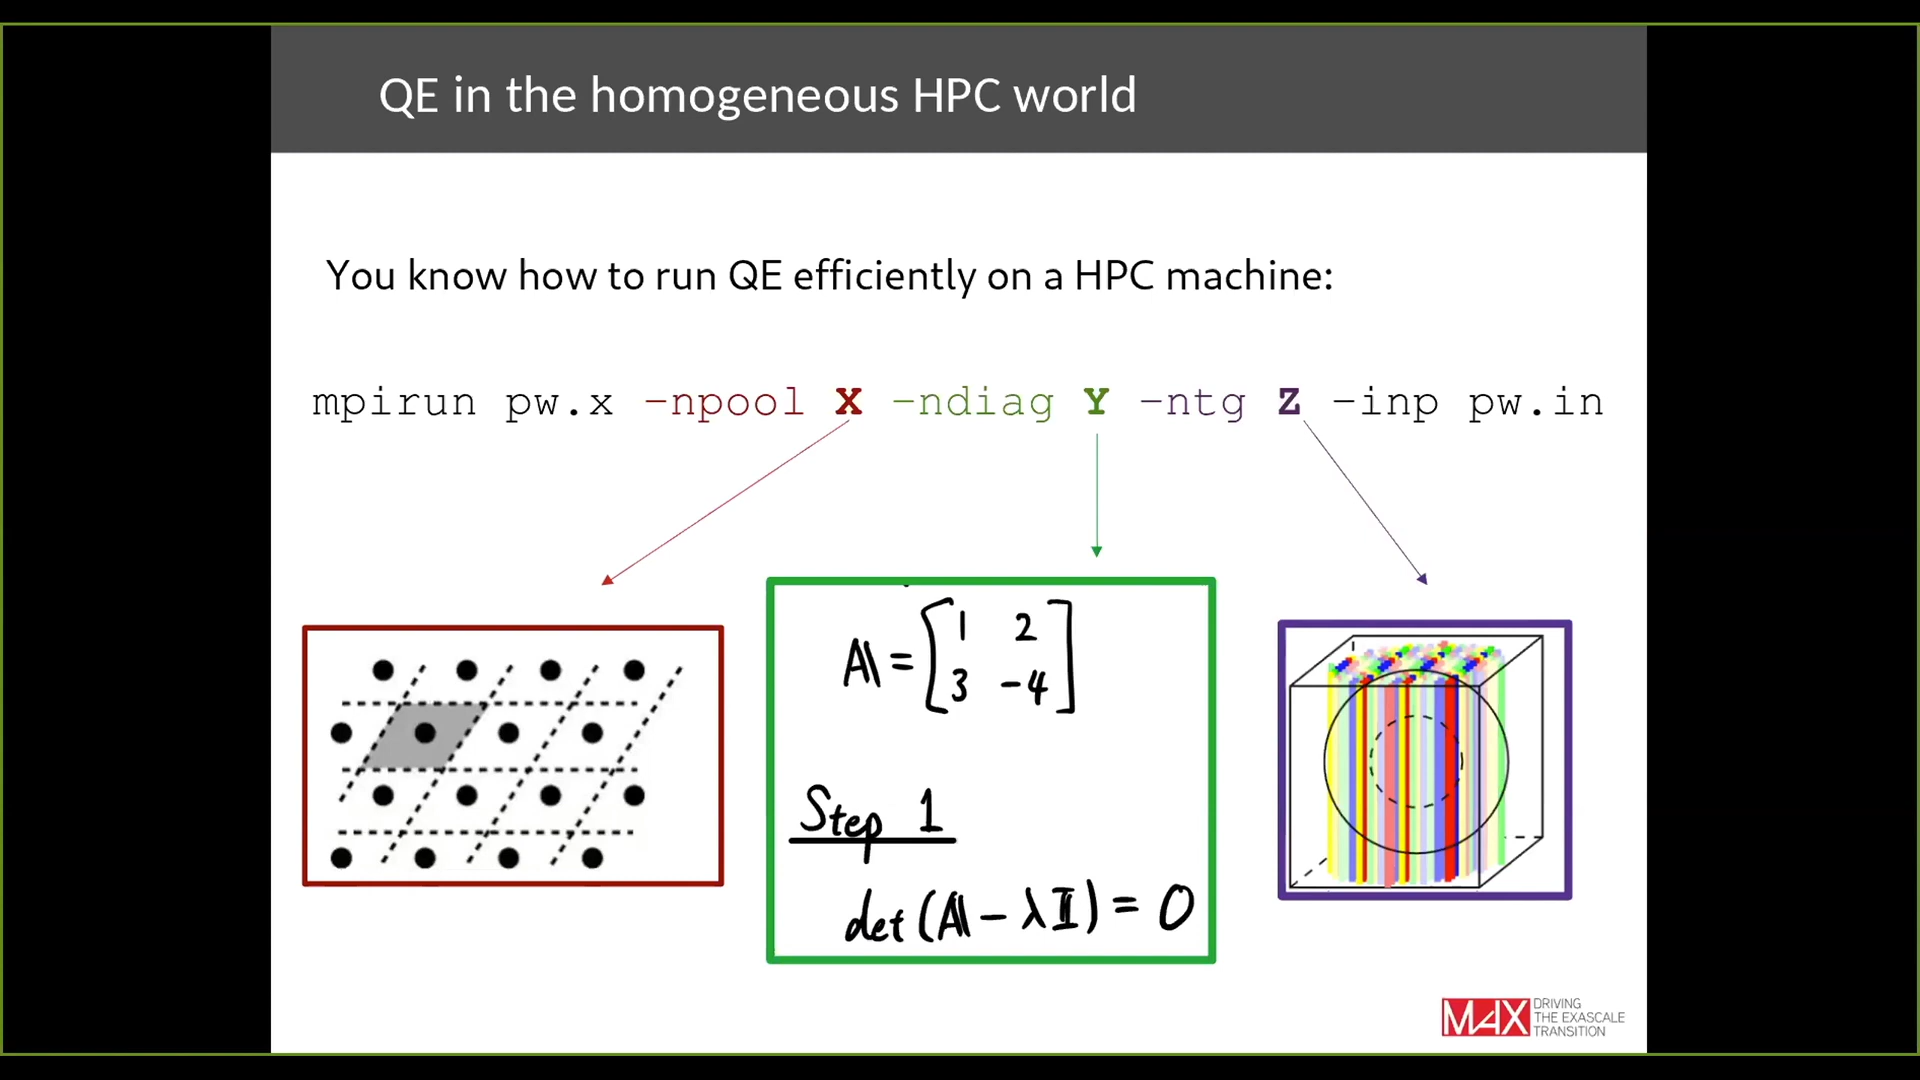 QE in the homogeneous HPC world
You know how to run QE efficiently on a HPC machine:
mpirun pw.x -npool X -ndiag Y -ntg Z -inp pw.in
A = [1 2
3 -4]
Step 1
det(A - λI) = 0
MAX
DRIVING
THE EXASCALE
TRANSITION